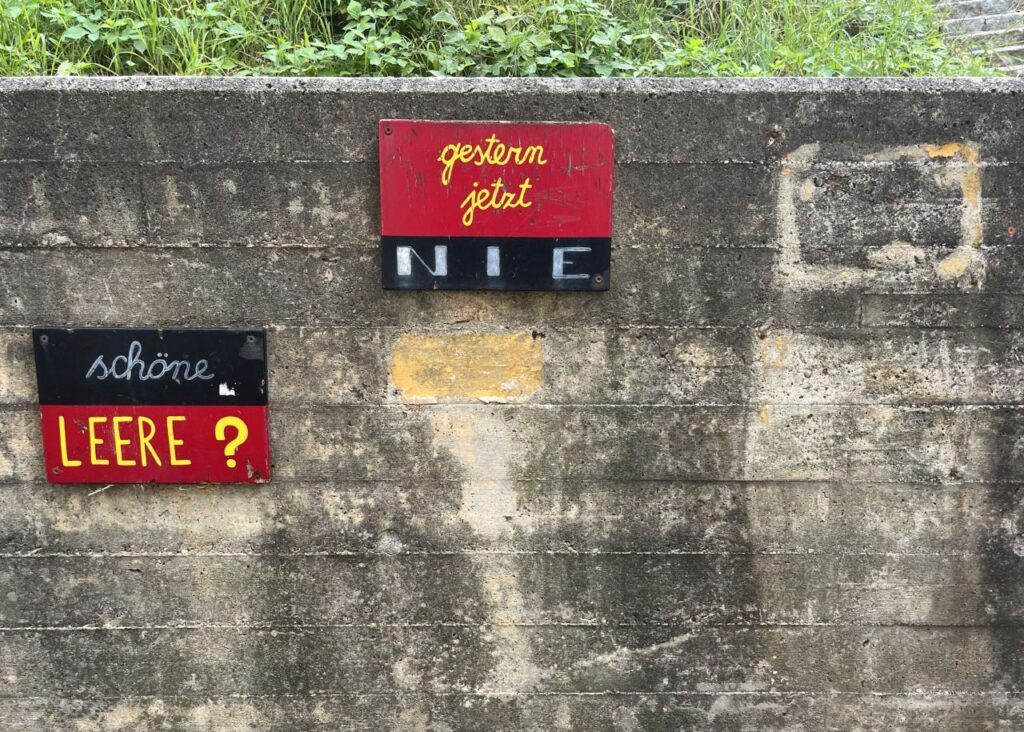 gestern
jetzt
NIE
schöne
LEERE ?